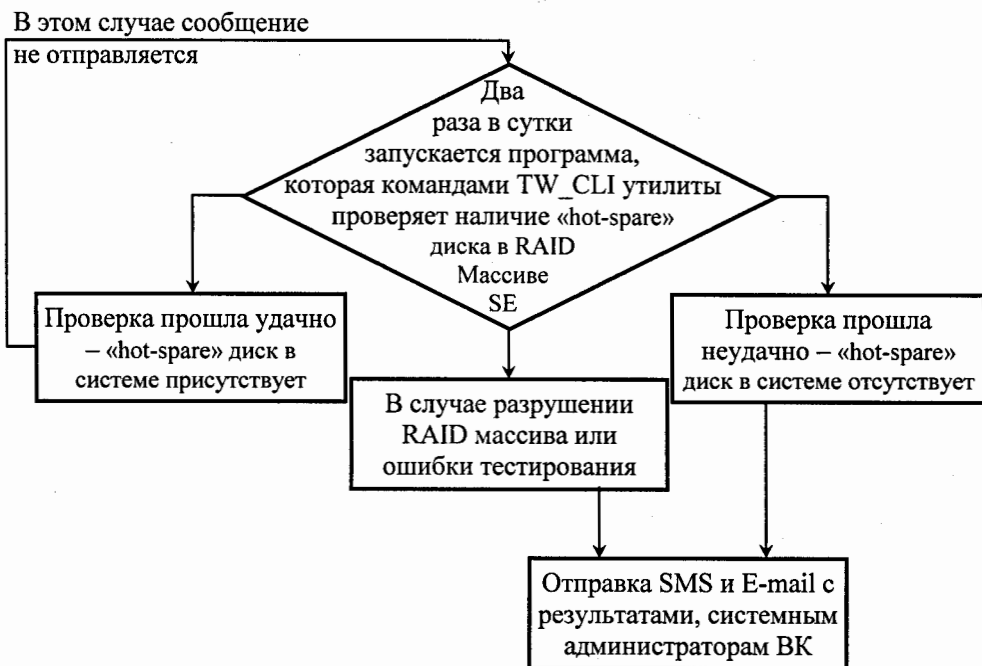 В этом случае сообщение
не отправляется
Два
раза в сутки
запускается программа,
которая командами TW_CLI утилиты
проверяет наличие «hot-spare»
диска в RAID
Массиве
SE
Проверка прошла удачно
– «hot-spare» диск в
системе присутствует
В случае разрушении
RAID массива или
ошибки тестирования
Проверка прошла
неудачно – «hot-spare»
диск в системе отсутствует
Отправка SMS и E-mail с
результатами, системным
администраторам ВК